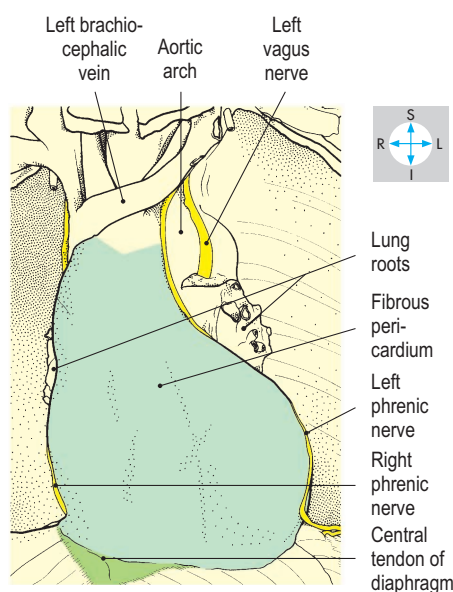 Left brachio-
cephalic
vein
Aortic
arch
Left
vagus
nerve
S
R
L
I
Lung
roots
Fibrous
peri-
cardium
Left
phrenic
nerve
Right
phrenic
nerve
Central
tendon of
diaphragm